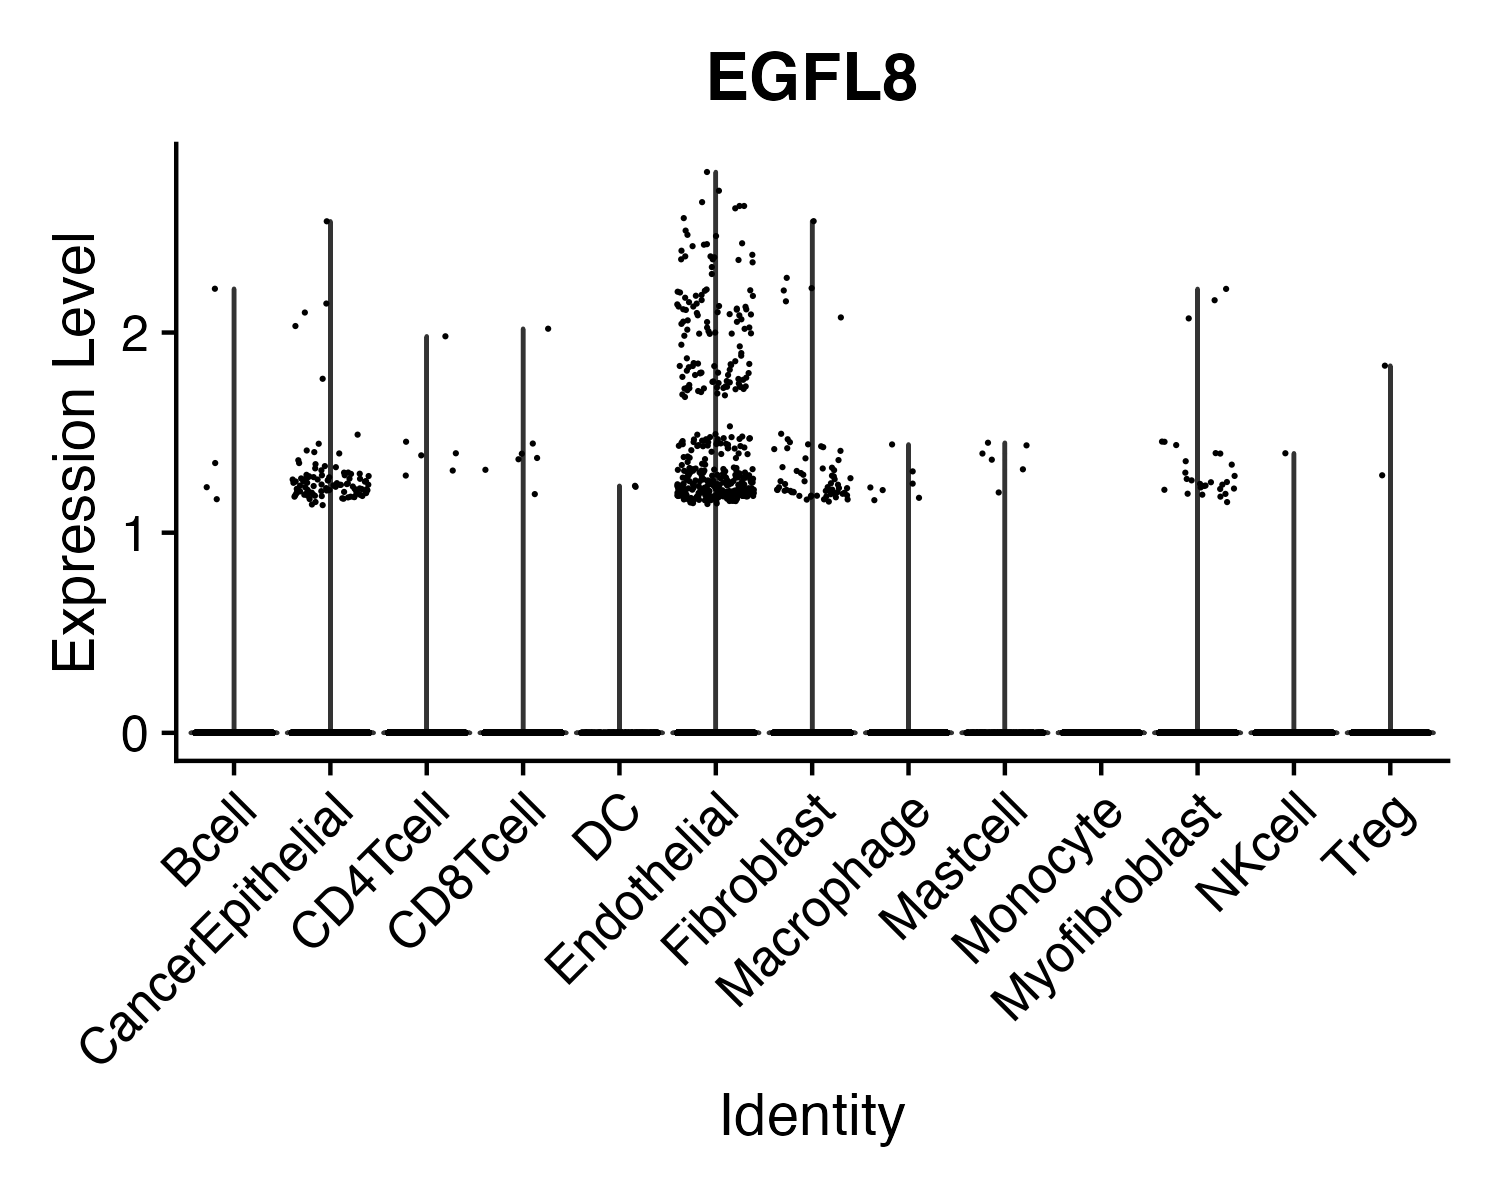 EGFL8
Expression Level
2
1
0
Bcell
CancerEpithelial
CD4Tcell
CD8Tcell
DC
Endothelial
Fibroblast
Macrophage
Mastcell
Monocyte
Myofibroblast
NKcell
Treg
Identity